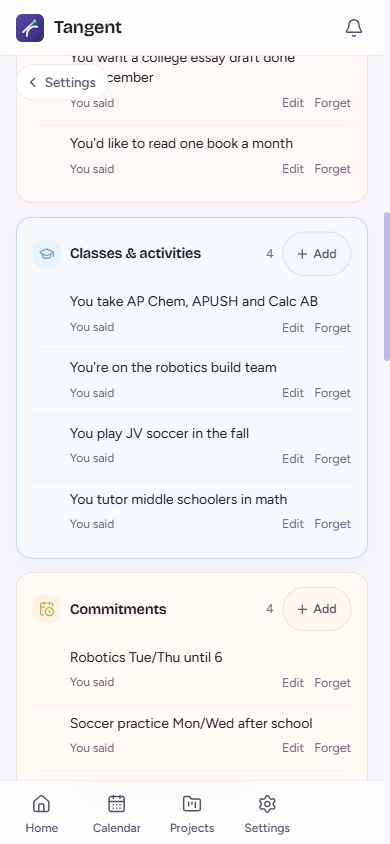 Tangent
You want a college essay draft done
Settings
You said
Edit Forget
You'd like to read one book a month
You said
Edit Forget
Classes & activities
4
+ Add
You take AP Chem, APUSH and Calc AB
You said
Edit Forget
You're on the robotics build team
You said
Edit Forget
You play JV soccer in the fall
You said
Edit Forget
You tutor middle schoolers in math
You said
Edit Forget
Commitments
4
+ Add
Robotics Tue/Thu until 6
You said
Edit Forget
Soccer practice Mon/Wed after school
You said
Edit Forget
Home
Calendar
Projects
Settings